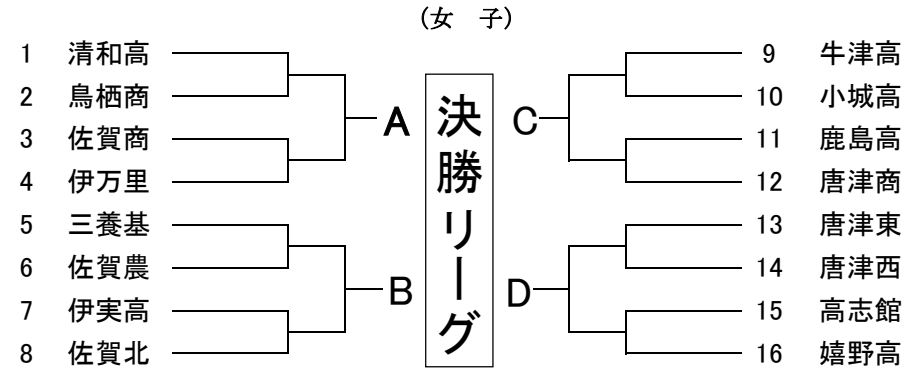 (女 子)
1 清和高
2 鳥栖商
3 佐賀商
4 伊万里
5 三養基
6 佐賀農
7 伊実高
8 佐賀北
A
B
決勝リーグ
C
D
9 牛津高
10 小城高
11 鹿島高
12 唐津商
13 唐津東
14 唐津西
15 高志館
16 嬉野高